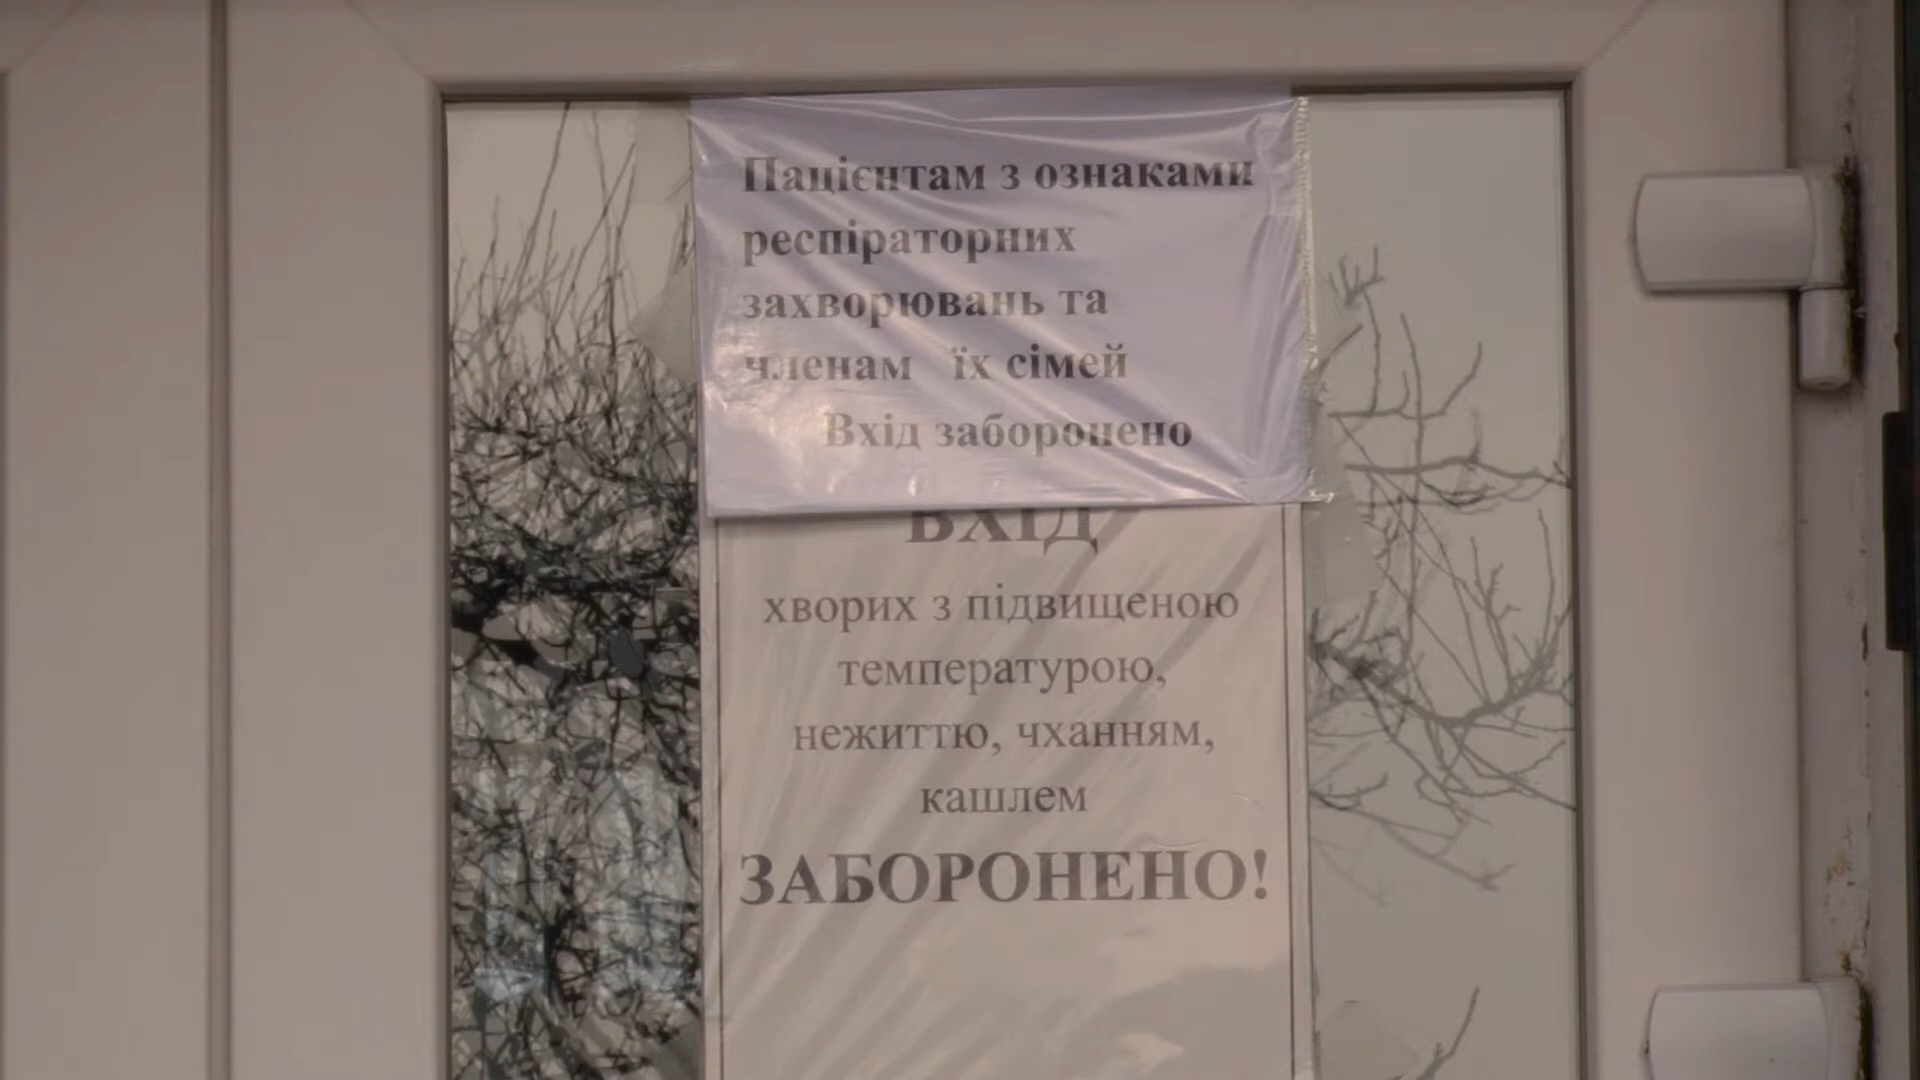 Пацієнтам з ознаками
респіраторних
захворювань та
членам їх сімей
Вхід заборонено
ВХІД
хворих з підвищеною
температурою,
нежиттю, чханням,
кашлем
ЗАБОРОНЕНО!